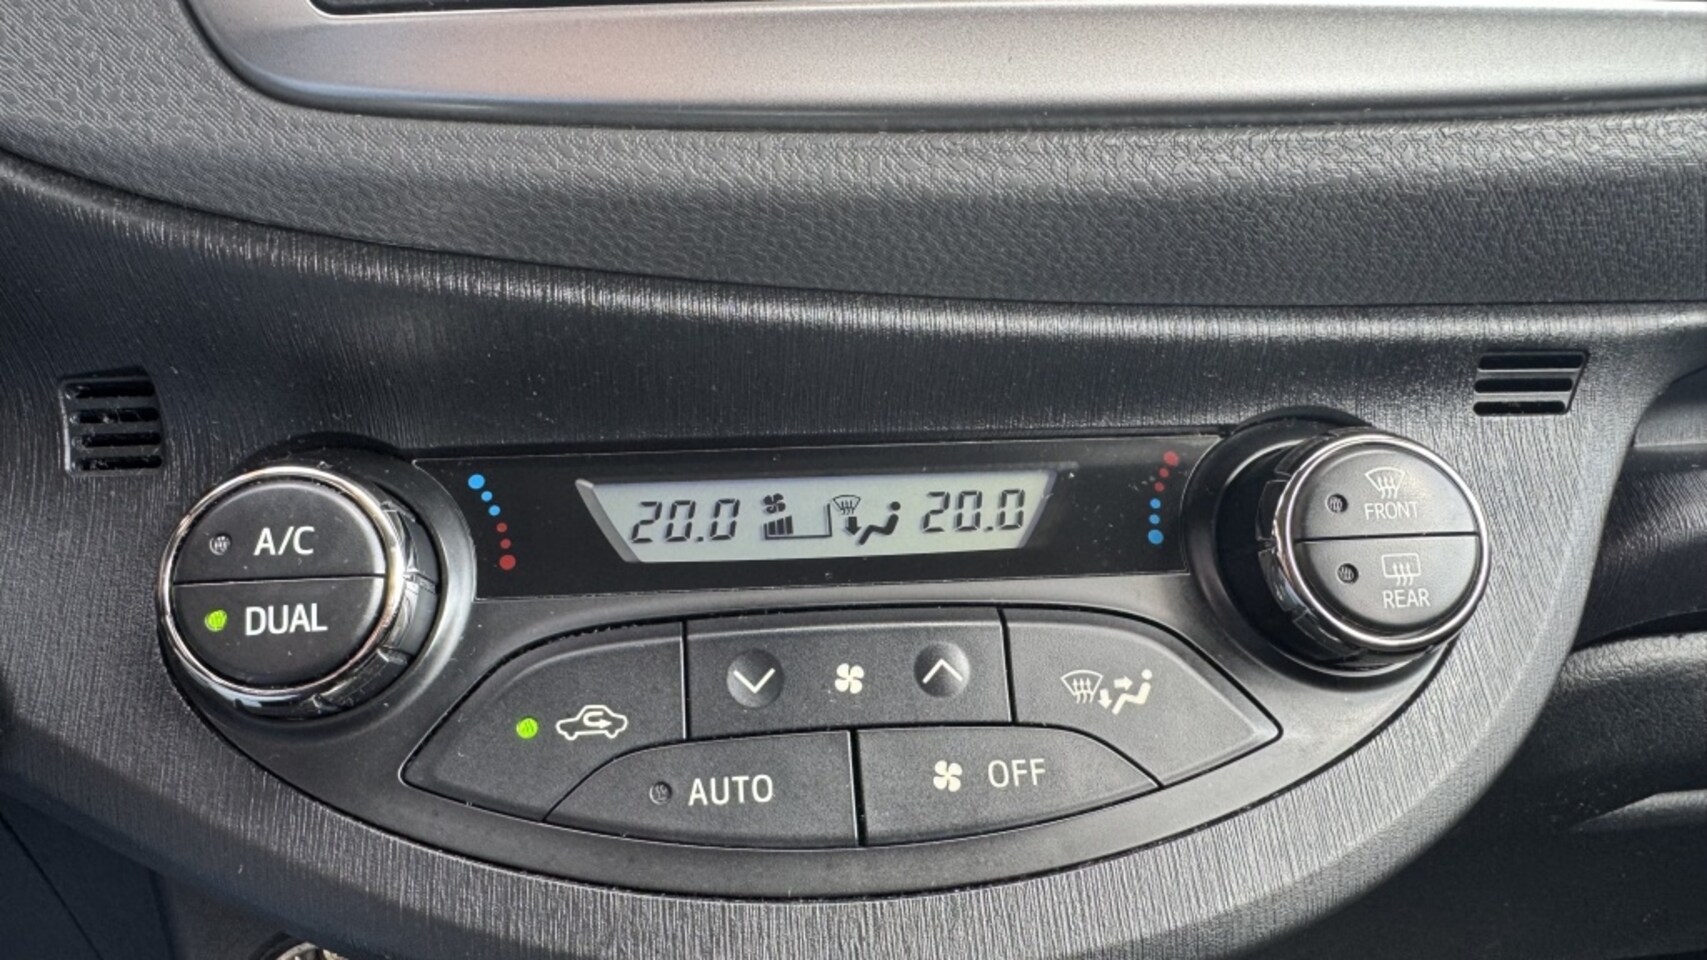 A/C
DUAL
20.0
20.0
FRONT
REAR
AUTO
OFF